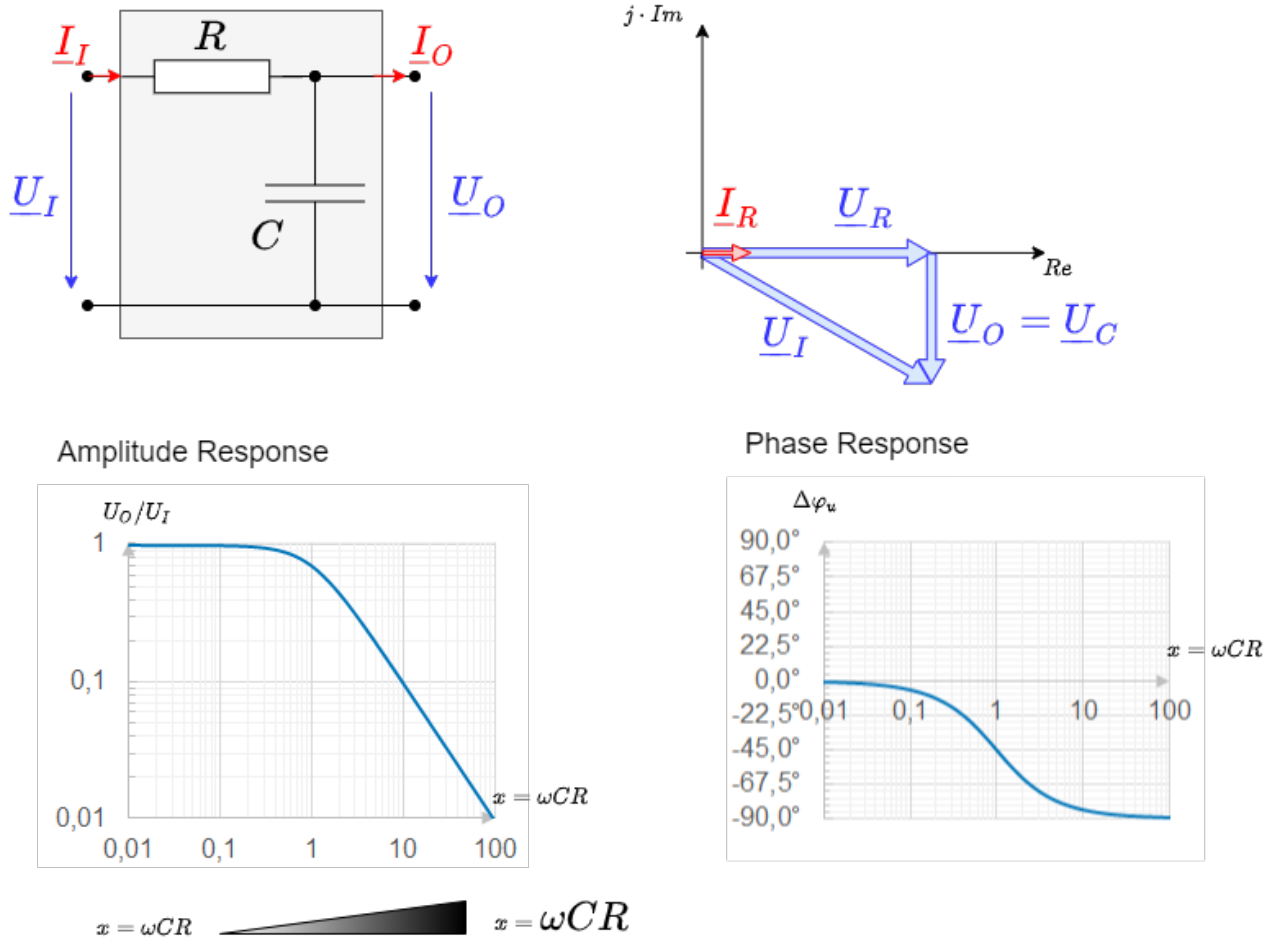 I_I
R
I_O
U_I
C
U_O
j · Im
I_R
U_R
Re
U_I
U_O = U_C
Amplitude Response
U_O/U_I
1
0,1
0,01
x = ωCR
0,01 0,1 1 10 100
Phase Response
Δφ_u
90,0°
67,5°
45,0°
22,5°
x = ωCR
0,0°
-22,5° 0,01 0,1 1 10 100
-45,0°
-67,5°
-90,0°
x = ωCR x = ωCR